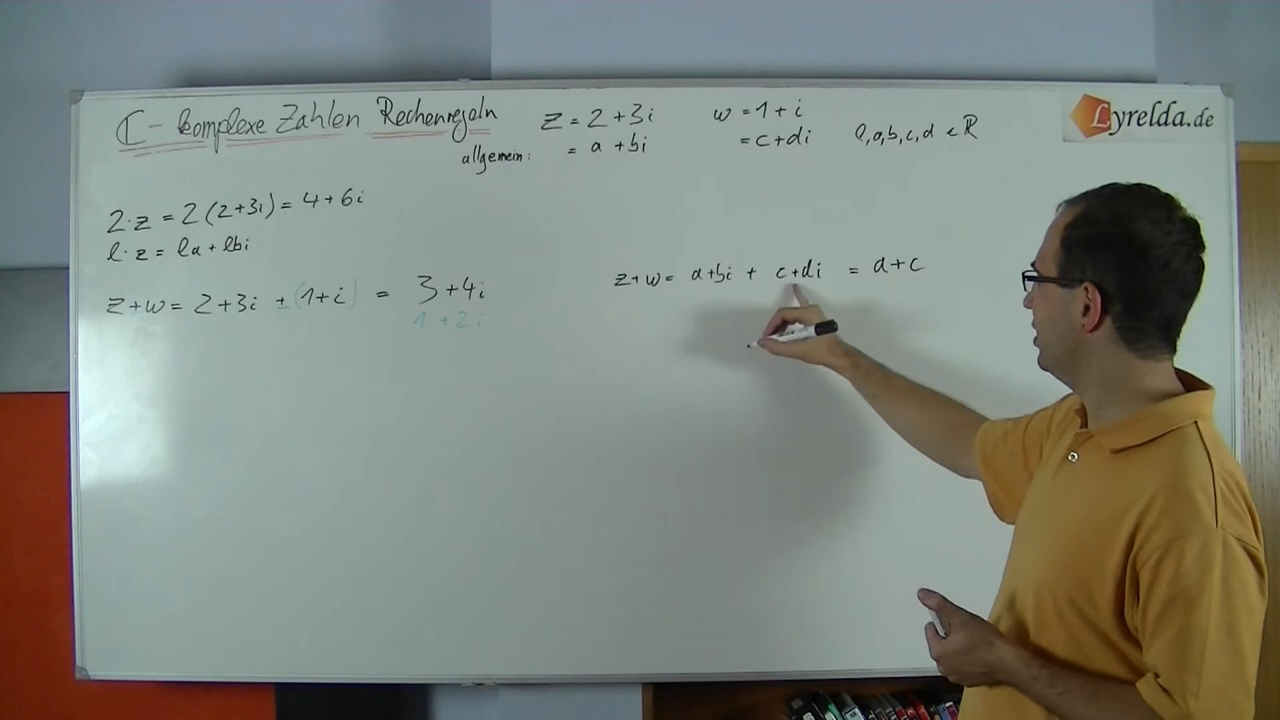 ℂ - komplexe Zahlen Rechenregeln
z = 2 + 3i
w = 1 + i
allgemein: = a + bi
= c + di
l, a, b, c, d ∈ ℝ
Lyrelda.de
2·z = 2(2+3i) = 4 + 6i
l·z = la + lbi
z+w = 2+3i ± (1+i) = 3+4i
1 + 2i
z+w = a+bi + c+di = a+c